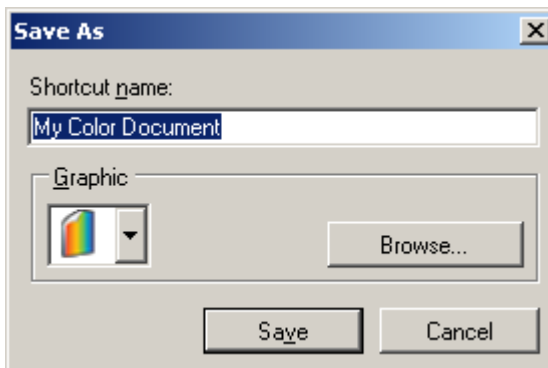 Save As
Shortcut name:
My Color Document
Graphic
Browse...
Save
Cancel